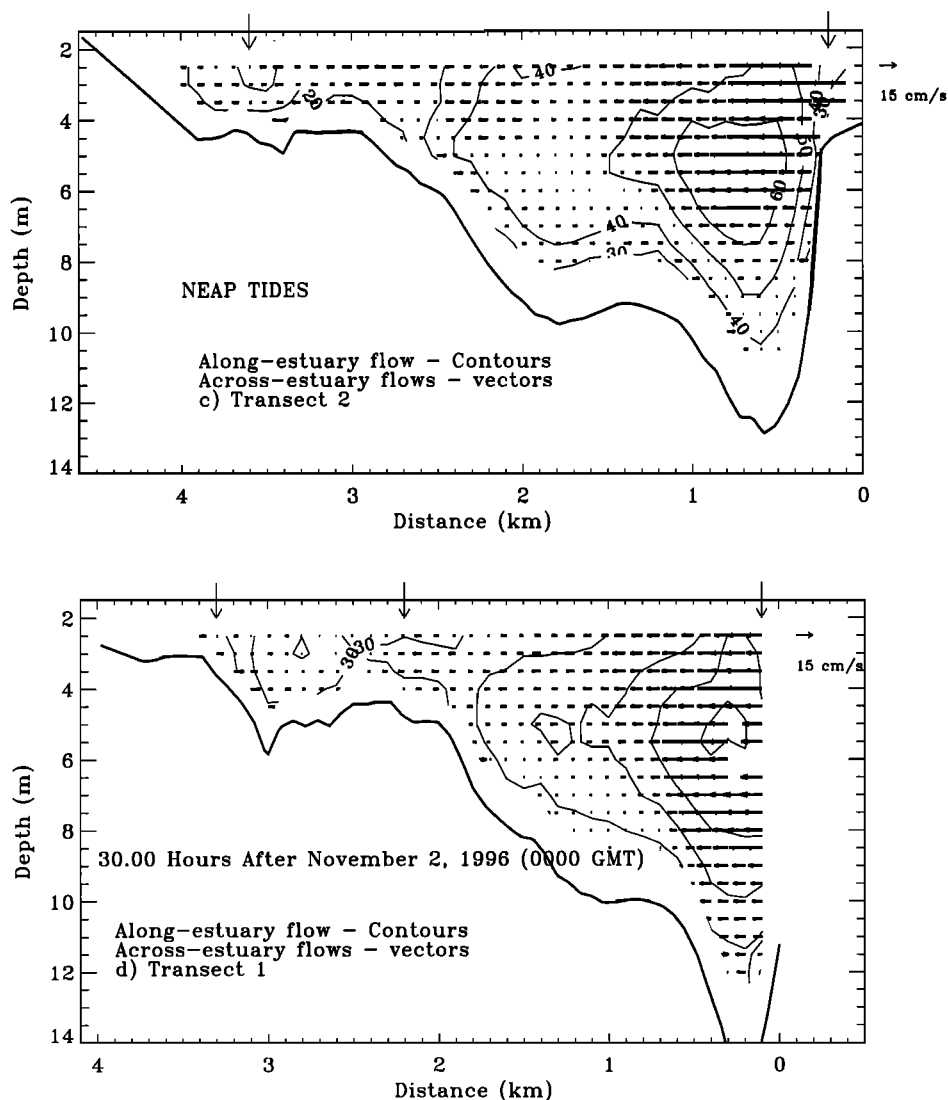 2
4
6
8
10
12
14
Depth (m)
40
20
15 cm/s
60
40
30
40
NEAP TIDES
Along-estuary flow - Contours
Across-estuary flows - vectors
c) Transect 2
4
3
2
1
0
Distance (km)
2
4
6
8
10
12
14
Depth (m)
30
30
15 cm/s
30.00 Hours After November 2, 1996 (0000 GMT)
Along-estuary flow - Contours
Across-estuary flows - vectors
d) Transect 1
4
3
2
1
0
Distance (km)